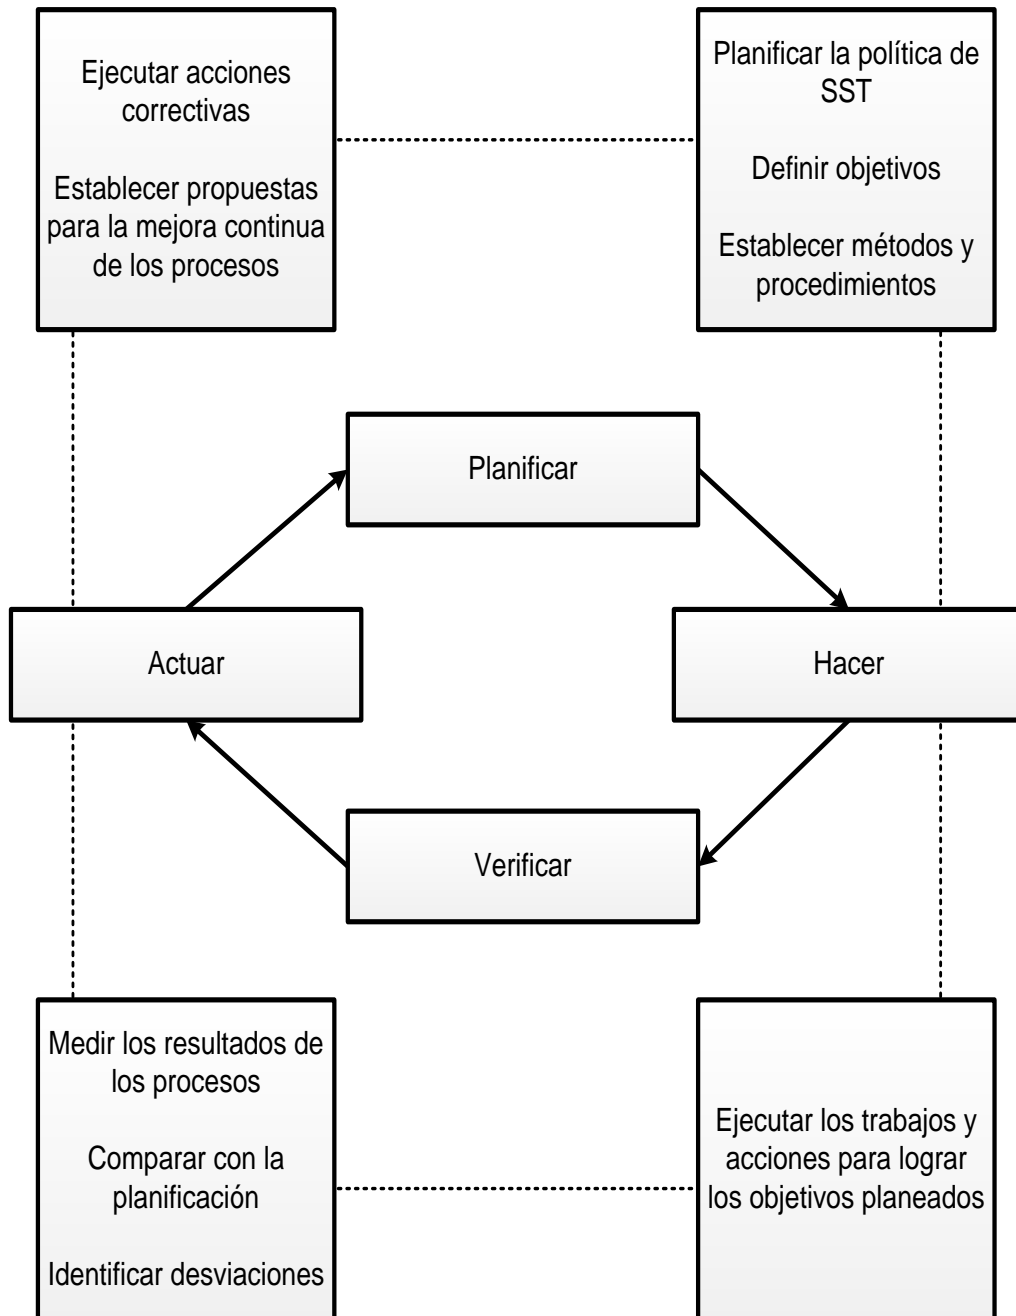 Ejecutar acciones
correctivas
Establecer propuestas
para la mejora continua
de los procesos
Planificar la política de
SST
Definir objetivos
Establecer métodos y
procedimientos
Planificar
Actuar
Hacer
Verificar
Medir los resultados de
los procesos
Comparar con la
planificación
Identificar desviaciones
Ejecutar los trabajos y
acciones para lograr
los objetivos planeados